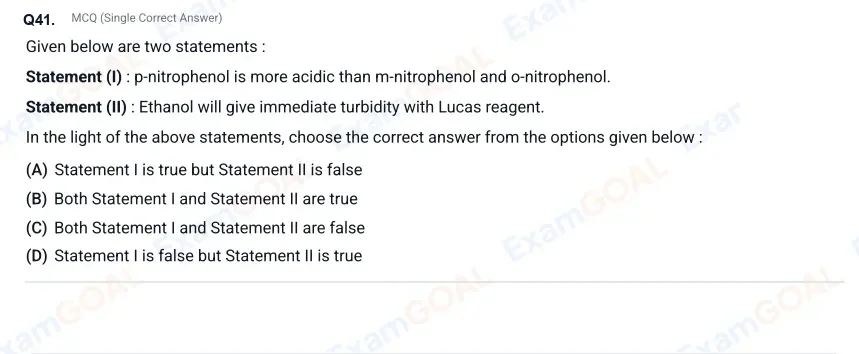 Q41. MCQ (Single Correct Answer)
Given below are two statements :
Statement (I) : p-nitrophenol is more acidic than m-nitrophenol and o-nitrophenol.
Statement (II) : Ethanol will give immediate turbidity with Lucas reagent.
In the light of the above statements, choose the correct answer from the options given below :
(A) Statement I is true but Statement II is false
(B) Both Statement I and Statement II are true
(C) Both Statement I and Statement II are false
(D) Statement I is false but Statement II is true
ExamGOAL
ExamGOAL
ExamGOAL